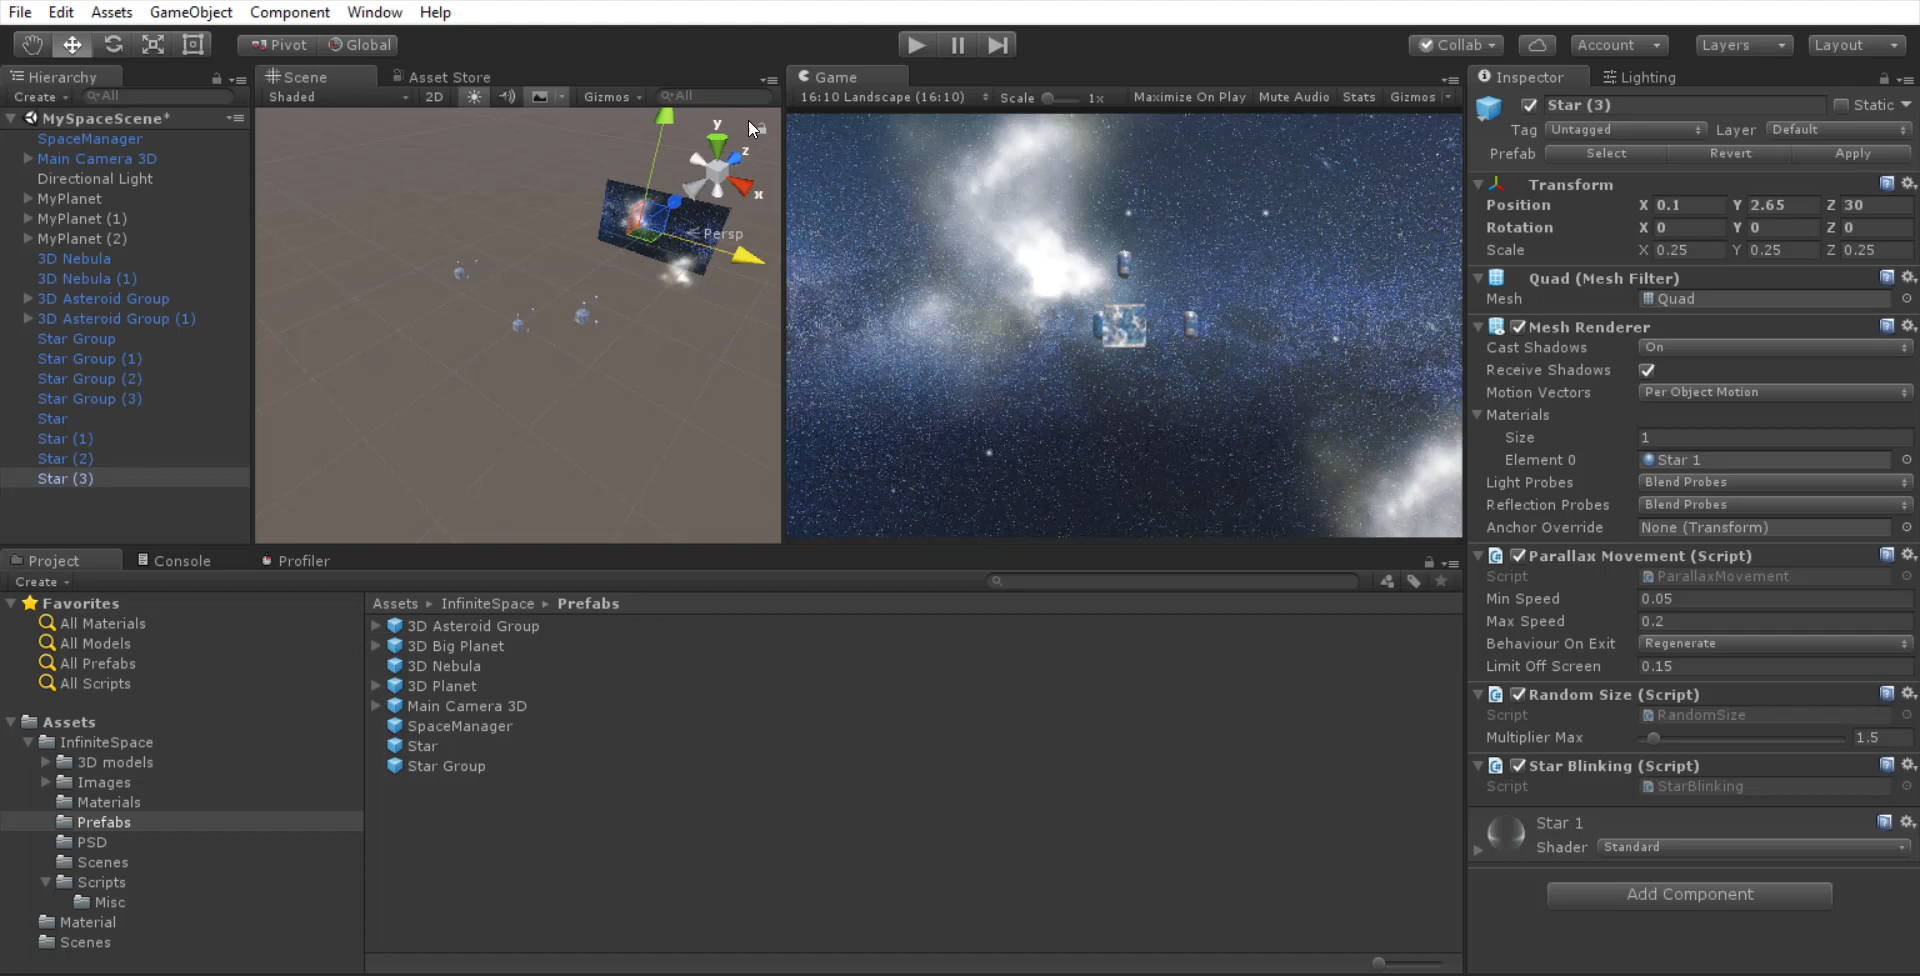 File Edit Assets GameObject Component Window Help
Pivot Global Collab Account Layers Layout
Hierarchy
Create All
MySpaceScene*
SpaceManager
Main Camera 3D
Directional Light
MyPlanet
MyPlanet (1)
MyPlanet (2)
3D Nebula
3D Nebula (1)
3D Asteroid Group
3D Asteroid Group (1)
Star Group
Star Group (1)
Star Group (2)
Star Group (3)
Star
Star (1)
Star (2)
Star (3)
Scene Asset Store
Shaded 2D Gizmos All
y
z
x
Persp
Game
16:10 Landscape (16:10) Scale 1x Maximize On Play Mute Audio Stats Gizmos
Inspector Lighting
Star (3) Static
Tag Untagged Layer Default
Prefab Select Revert Apply
Transform
Position X 0.1 Y 2.65 Z 30
Rotation X 0 Y 0 Z 0
Scale X 0.25 Y 0.25 Z 0.25
Quad (Mesh Filter)
Mesh Quad
Mesh Renderer
Cast Shadows On
Receive Shadows
Motion Vectors Per Object Motion
Materials
Size 1
Element 0 Star 1
Light Probes Blend Probes
Reflection Probes Blend Probes
Anchor Override None (Transform)
Parallax Movement (Script)
Script ParallaxMovement
Min Speed 0.05
Max Speed 0.2
Behaviour On Exit Regenerate
Limit Off Screen 0.15
Random Size (Script)
Script RandomSize
Multiplier Max 1.5
Star Blinking (Script)
Script StarBlinking
Star 1
Shader Standard
Add Component
Project Console Profiler
Create
Favorites
All Materials
All Models
All Prefabs
All Scripts
Assets
InfiniteSpace
3D models
Images
Materials
Prefabs
PSD
Scenes
Scripts
Misc
Material
Scenes
Assets InfiniteSpace Prefabs
3D Asteroid Group
3D Big Planet
3D Nebula
3D Planet
Main Camera 3D
SpaceManager
Star
Star Group